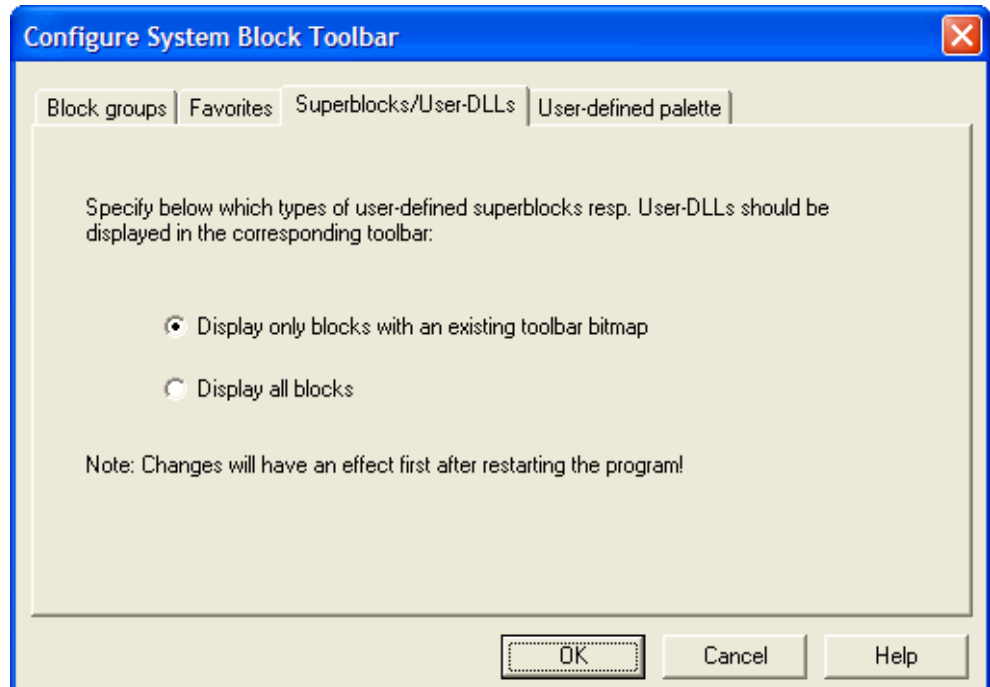 Configure System Block Toolbar
Block groups
Favorites
Superblocks/User-DLLs
User-defined palette
Specify below which types of user-defined superblocks resp. User-DLLs should be
displayed in the corresponding toolbar:
Display only blocks with an existing toolbar bitmap
Display all blocks
Note: Changes will have an effect first after restarting the program!
OK
Cancel
Help